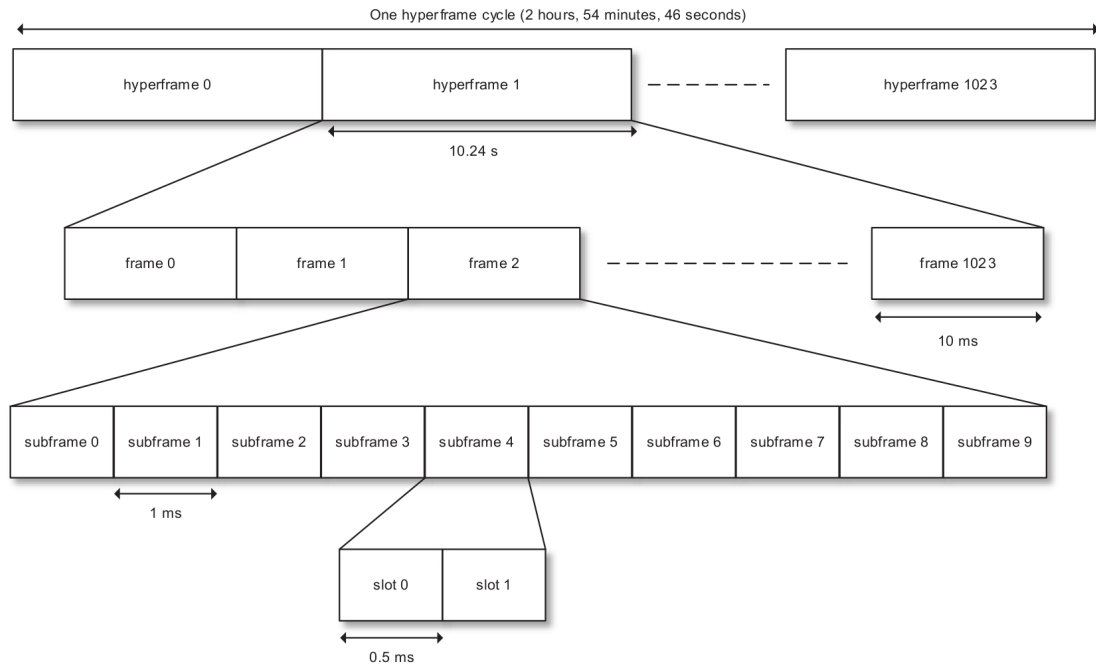 One hyperframe cycle (2 hours, 54 minutes, 46 seconds)
hyperframe 0
hyperframe 1
hyperframe 1023
10.24 s
frame 0
frame 1
frame 2
frame 1023
10 ms
subframe 0
subframe 1
subframe 2
subframe 3
subframe 4
subframe 5
subframe 6
subframe 7
subframe 8
subframe 9
1 ms
slot 0
slot 1
0.5 ms